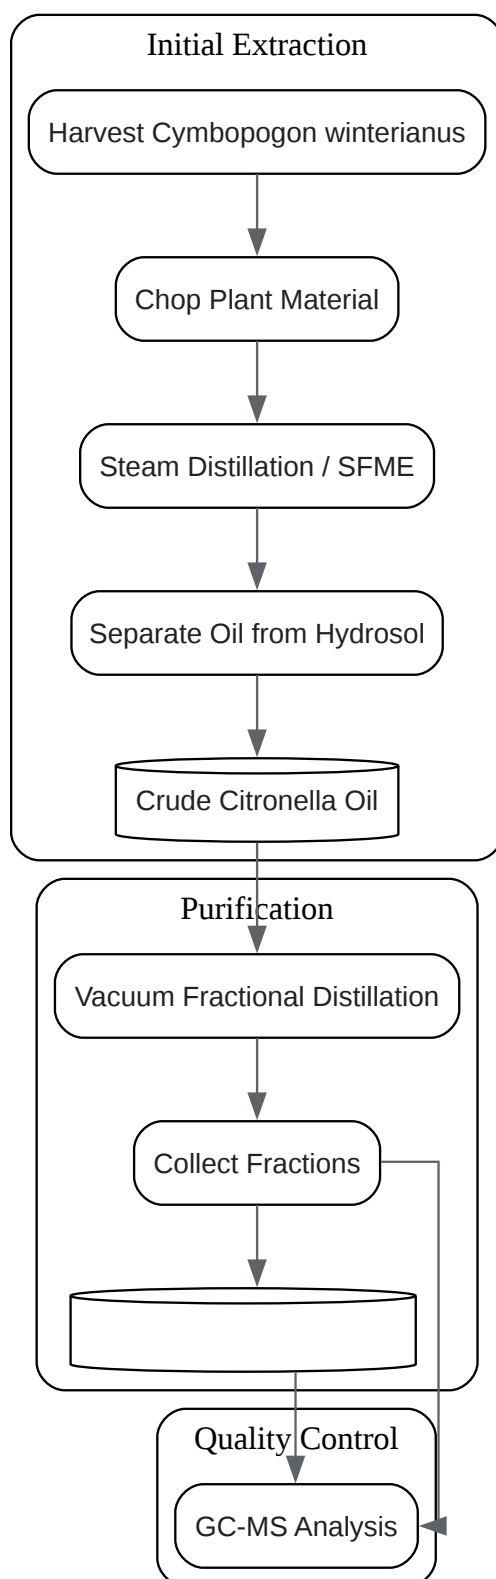 Initial Extraction
Harvest Cymbopogon winterianus
Chop Plant Material
Steam Distillation / SFME
Separate Oil from Hydrosol
Crude Citronella Oil
Purification
Vacuum Fractional Distillation
Collect Fractions
Quality Control
GC-MS Analysis